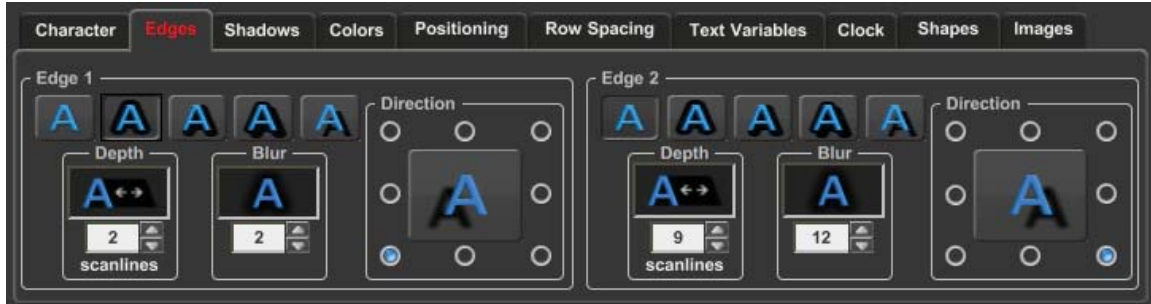 Character Edges Shadows Colors Positioning Row Spacing Text Variables Clock Shapes Images
Edge 1
A A A A A
Direction
A
Depth
A
2
scanlines
Blur
A
2
Edge 2
A A A A A
Direction
A
Depth
A
9
scanlines
Blur
A
12